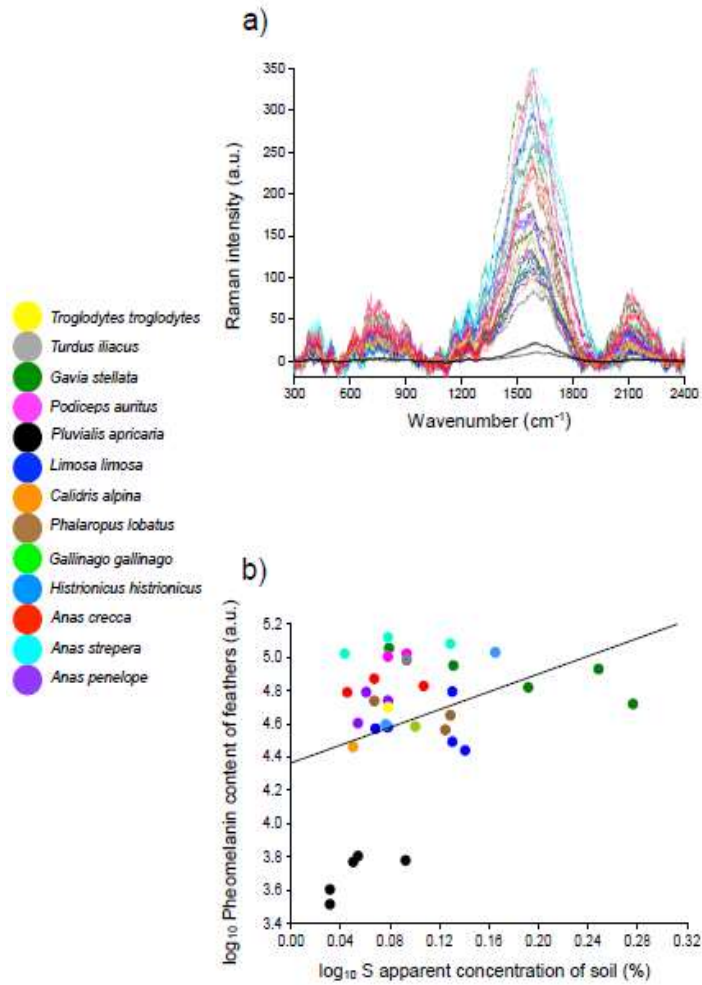 a)
350
300
250
200
150
100
50
0
Raman intensity (a.u.)
300 600 900 1200 1500 1800 2100 2400
Wavenumber (cm⁻¹)
Troglodytes troglodytes
Turdus iliacus
Gavia stellata
Podiceps auritus
Pluvialis apricaria
Limosa limosa
Calidris alpina
Phalaropus lobatus
Gallinago gallinago
Histrionicus histrionicus
Anas crecca
Anas strepera
Anas penelope
b)
5.2
5.0
4.8
4.6
4.4
4.2
4.0
3.8
3.6
3.4
log₁₀ Pheomelanin content of feathers (a.u.)
0.00 0.04 0.08 0.12 0.16 0.20 0.24 0.28 0.32
log₁₀ S apparent concentration of soil (%)